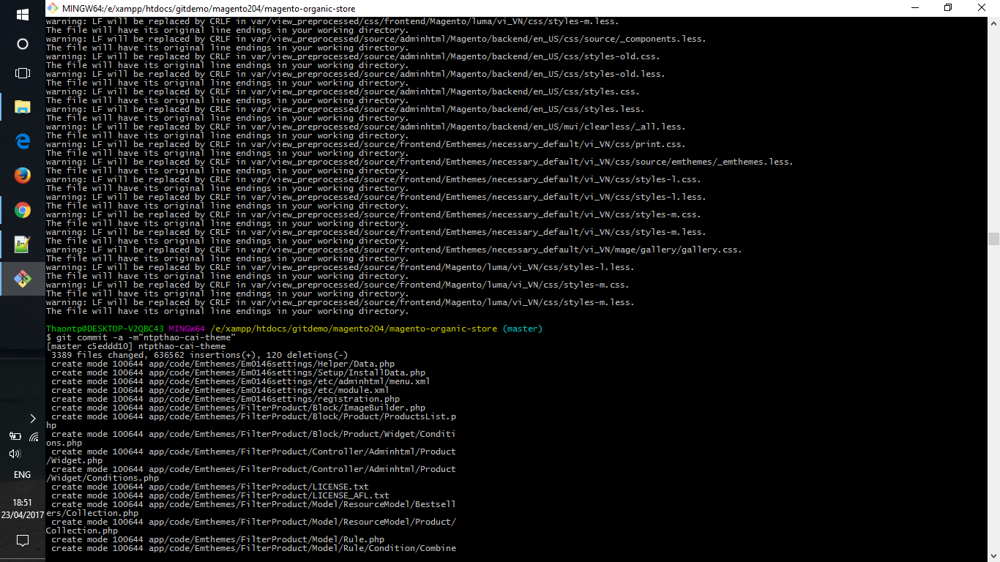 MINGW64:/e/xampp/htdocs/gitdemo/magento204/magento-organic-store
warning: LF will be replaced by CRLF in var/view_preprocessed/css/frontend/Magento/luma/vi_VN/css/styles-m.less.
The file will have its original line endings in your working directory.
warning: LF will be replaced by CRLF in var/view_preprocessed/source/adminhtml/Magento/backend/en_US/css/source/_components.less.
The file will have its original line endings in your working directory.
warning: LF will be replaced by CRLF in var/view_preprocessed/source/adminhtml/Magento/backend/en_US/css/styles-old.css.
The file will have its original line endings in your working directory.
warning: LF will be replaced by CRLF in var/view_preprocessed/source/adminhtml/Magento/backend/en_US/css/styles-old.less.
The file will have its original line endings in your working directory.
warning: LF will be replaced by CRLF in var/view_preprocessed/source/adminhtml/Magento/backend/en_US/css/styles.css.
The file will have its original line endings in your working directory.
warning: LF will be replaced by CRLF in var/view_preprocessed/source/adminhtml/Magento/backend/en_US/css/styles.less.
The file will have its original line endings in your working directory.
warning: LF will be replaced by CRLF in var/view_preprocessed/source/adminhtml/Magento/backend/en_US/mui/clearless/_all.less.
The file will have its original line endings in your working directory.
warning: LF will be replaced by CRLF in var/view_preprocessed/source/frontend/Emthemes/necessary_default/vi_VN/css/print.css.
The file will have its original line endings in your working directory.
warning: LF will be replaced by CRLF in var/view_preprocessed/source/frontend/Emthemes/necessary_default/vi_VN/css/source/emthemes/_emthemes.less.
The file will have its original line endings in your working directory.
warning: LF will be replaced by CRLF in var/view_preprocessed/source/frontend/Emthemes/necessary_default/vi_VN/css/styles-l.css.
The file will have its original line endings in your working directory.
warning: LF will be replaced by CRLF in var/view_preprocessed/source/frontend/Emthemes/necessary_default/vi_VN/css/styles-l.less.
The file will have its original line endings in your working directory.
warning: LF will be replaced by CRLF in var/view_preprocessed/source/frontend/Emthemes/necessary_default/vi_VN/css/styles-m.css.
The file will have its original line endings in your working directory.
warning: LF will be replaced by CRLF in var/view_preprocessed/source/frontend/Emthemes/necessary_default/vi_VN/css/styles-m.less.
The file will have its original line endings in your working directory.
warning: LF will be replaced by CRLF in var/view_preprocessed/source/frontend/Emthemes/necessary_default/vi_VN/mage/gallery/gallery.css.
The file will have its original line endings in your working directory.
warning: LF will be replaced by CRLF in var/view_preprocessed/source/frontend/Magento/luma/vi_VN/css/styles-l.less.
The file will have its original line endings in your working directory.
warning: LF will be replaced by CRLF in var/view_preprocessed/source/frontend/Magento/luma/vi_VN/css/styles-m.css.
The file will have its original line endings in your working directory.
warning: LF will be replaced by CRLF in var/view_preprocessed/source/frontend/Magento/luma/vi_VN/css/styles-m.less.
The file will have its original line endings in your working directory.
Thaontp@DESKTOP-V2QBC43 MINGW64 /e/xampp/htdocs/gitdemo/magento204/magento-organic-store (master)
$ git commit -a -m"ntpthao-cai-theme"
[master c5eddd10] ntpthao-cai-theme
3389 files changed, 636562 insertions(+), 120 deletions(-)
create mode 100644 app/code/Emthemes/Em0146settings/Helper/Data.php
create mode 100644 app/code/Emthemes/Em0146settings/Setup/InstallData.php
create mode 100644 app/code/Emthemes/Em0146settings/etc/adminhtml/menu.xml
create mode 100644 app/code/Emthemes/Em0146settings/etc/module.xml
create mode 100644 app/code/Emthemes/Em0146settings/registration.php
create mode 100644 app/code/Emthemes/FilterProduct/Block/ImageBuilder.php
create mode 100644 app/code/Emthemes/FilterProduct/Block/Product/ProductsList.p
hp
create mode 100644 app/code/Emthemes/FilterProduct/Block/Product/Widget/Conditi
ons.php
create mode 100644 app/code/Emthemes/FilterProduct/Controller/Adminhtml/Product
/Widget.php
create mode 100644 app/code/Emthemes/FilterProduct/Controller/Adminhtml/Product
/Widget/Conditions.php
create mode 100644 app/code/Emthemes/FilterProduct/LICENSE.txt
create mode 100644 app/code/Emthemes/FilterProduct/LICENSE_AFL.txt
create mode 100644 app/code/Emthemes/FilterProduct/Model/ResourceModel/Bestsell
ers/Collection.php
create mode 100644 app/code/Emthemes/FilterProduct/Model/ResourceModel/Product/
Collection.php
create mode 100644 app/code/Emthemes/FilterProduct/Model/Rule.php
create mode 100644 app/code/Emthemes/FilterProduct/Model/Rule/Condition/Combine
ENG
18:51
23/04/2017